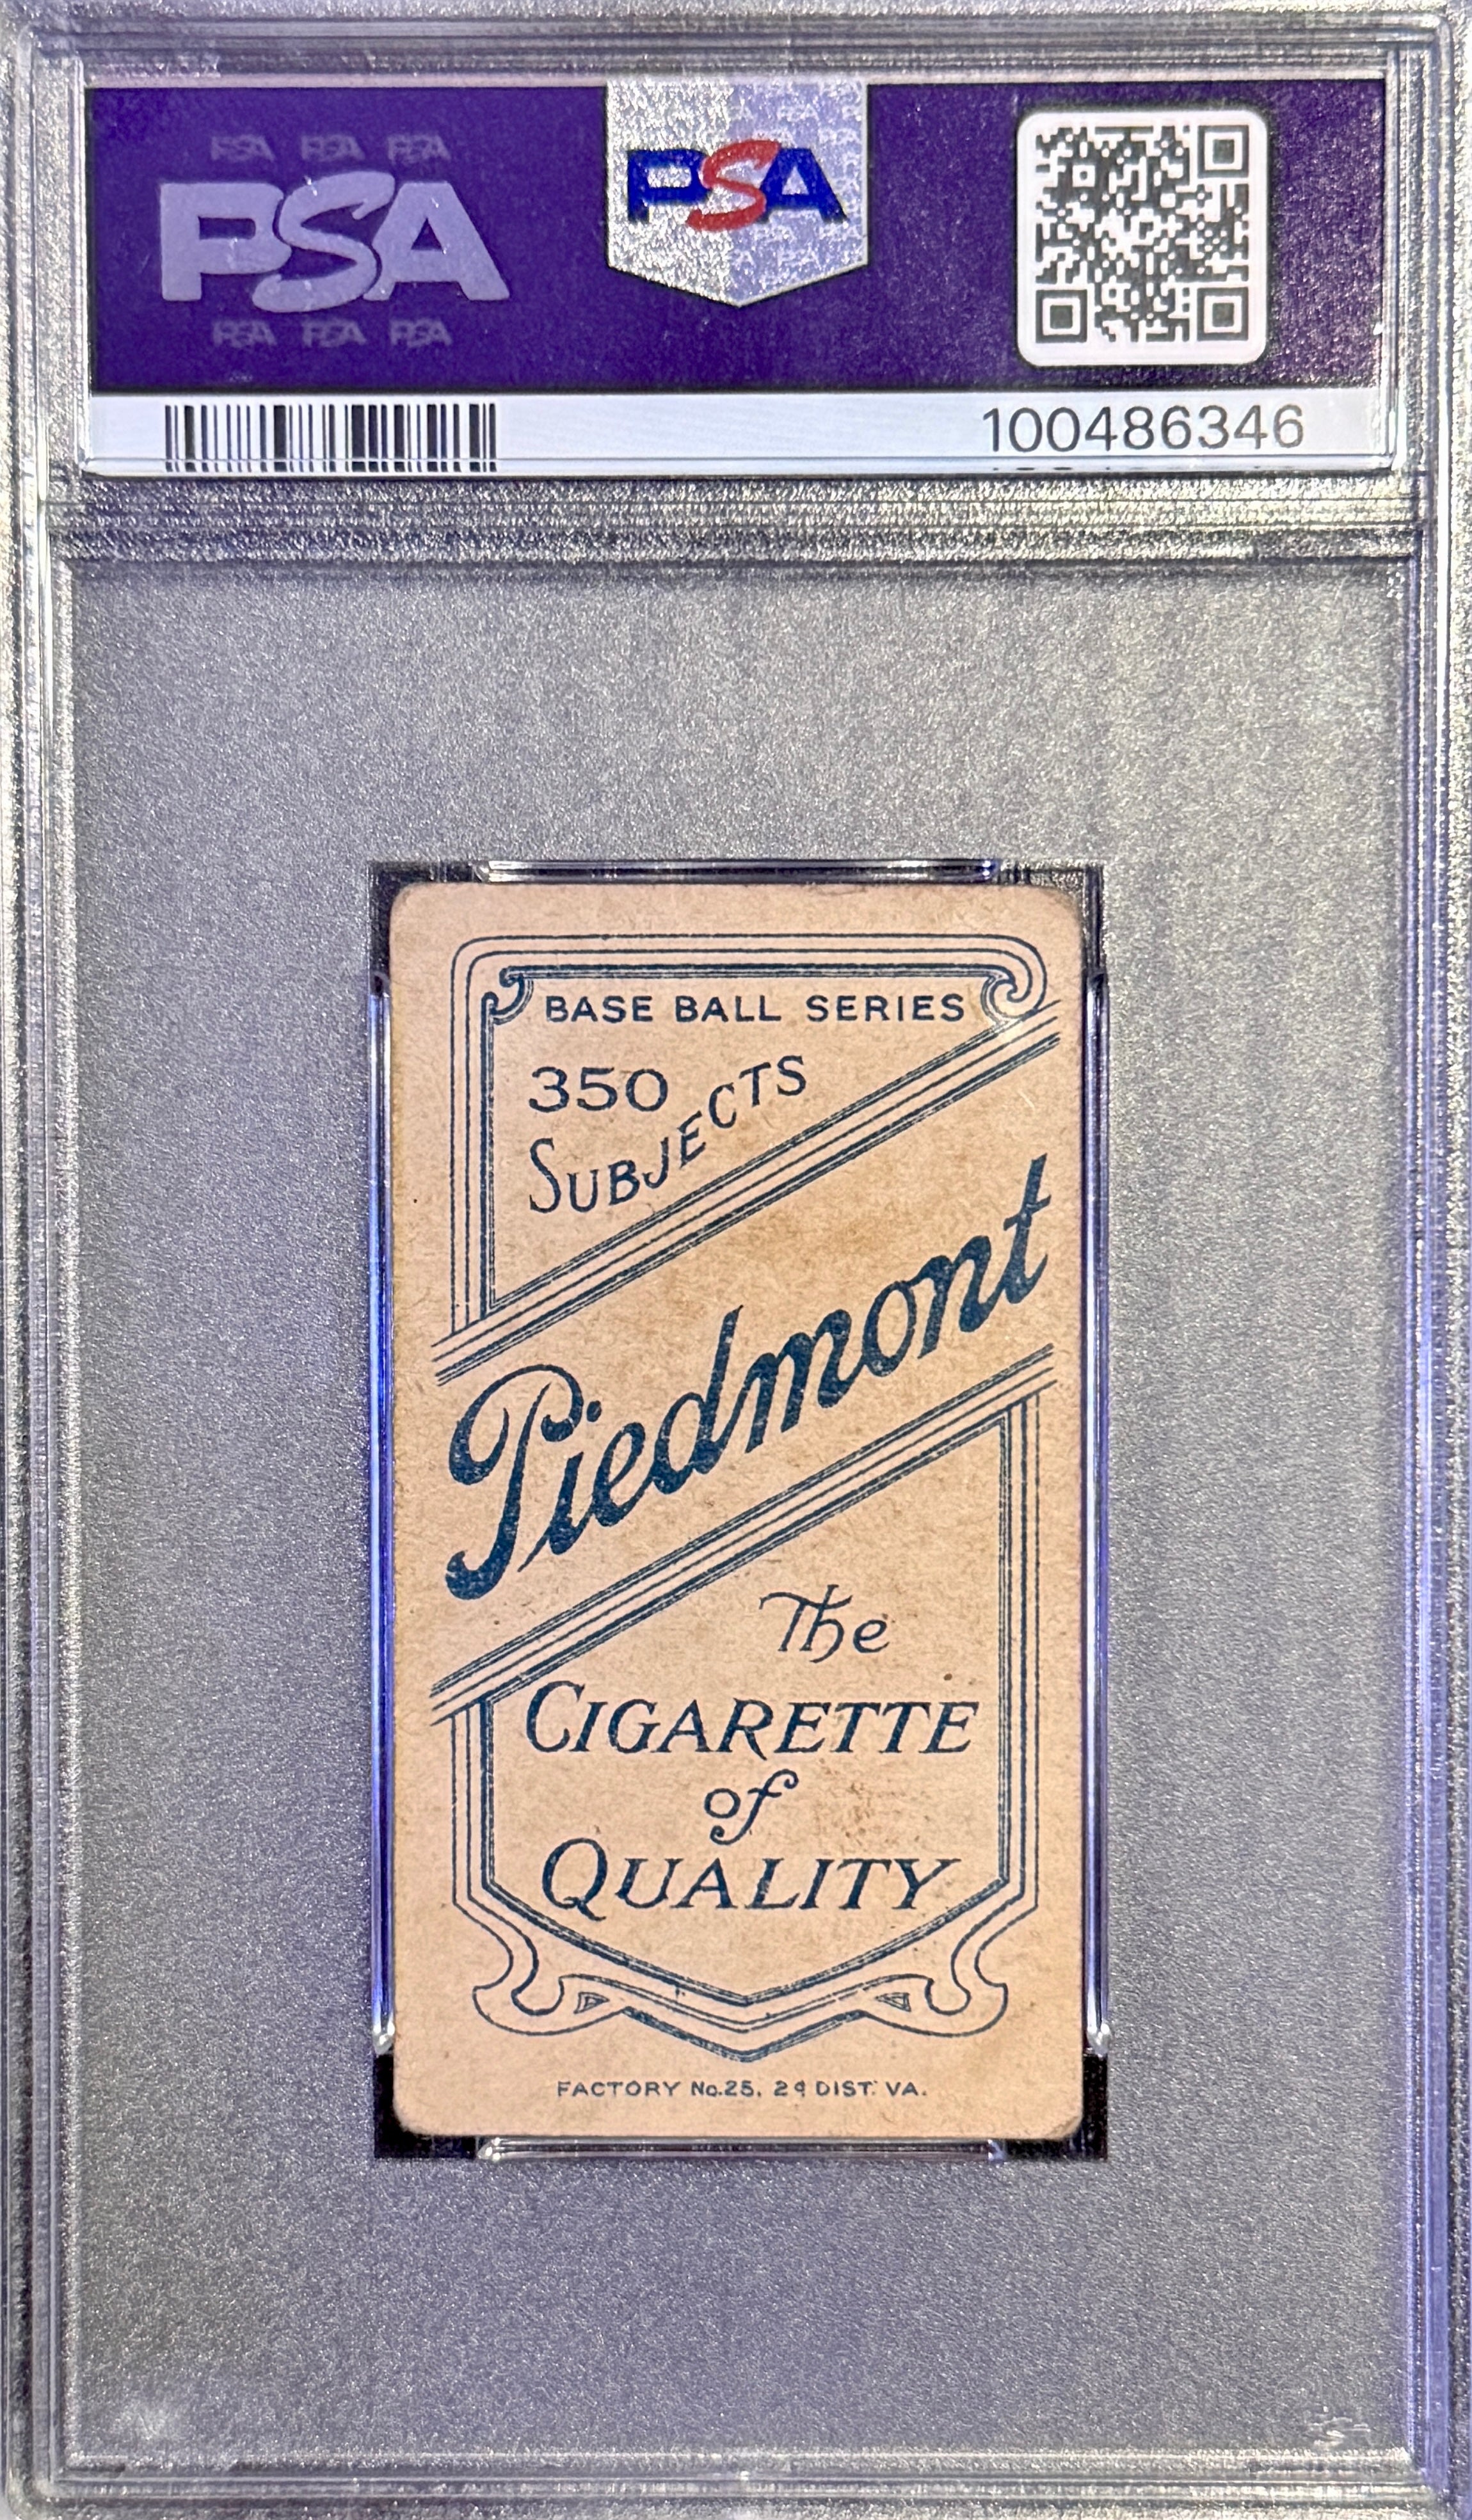 PSA PSA PSA
PSA
PSA PSA PSA
PSA
100486346
BASE BALL SERIES
350
SUBJECTS
Piedmont
The
CIGARETTE
of
QUALITY
FACTORY No. 25, 2d DIST. VA.